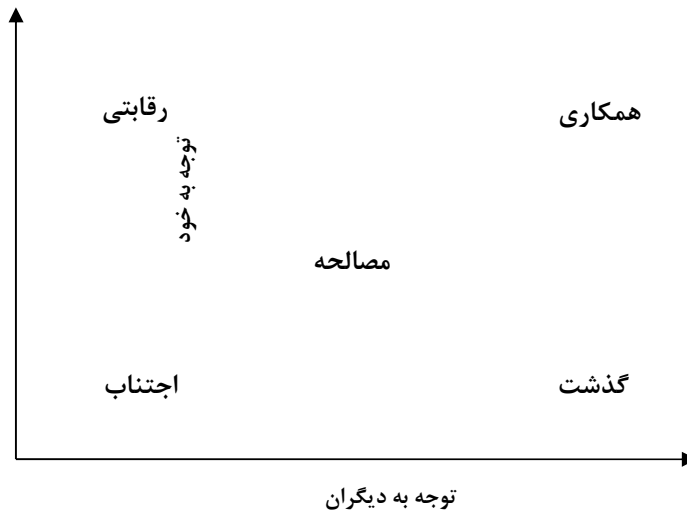 همکاری
رقابتی
توجه به خود
مصالحه
گذشت
اجتناب
توجه به دیگران